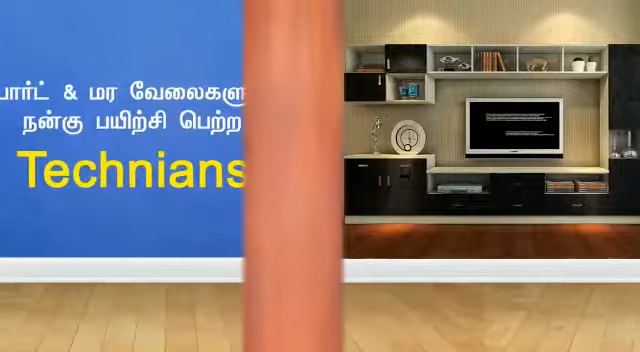 போர்ட் & மர வேலைகளு
நன்கு பயிற்சி பெற்ற
Technians